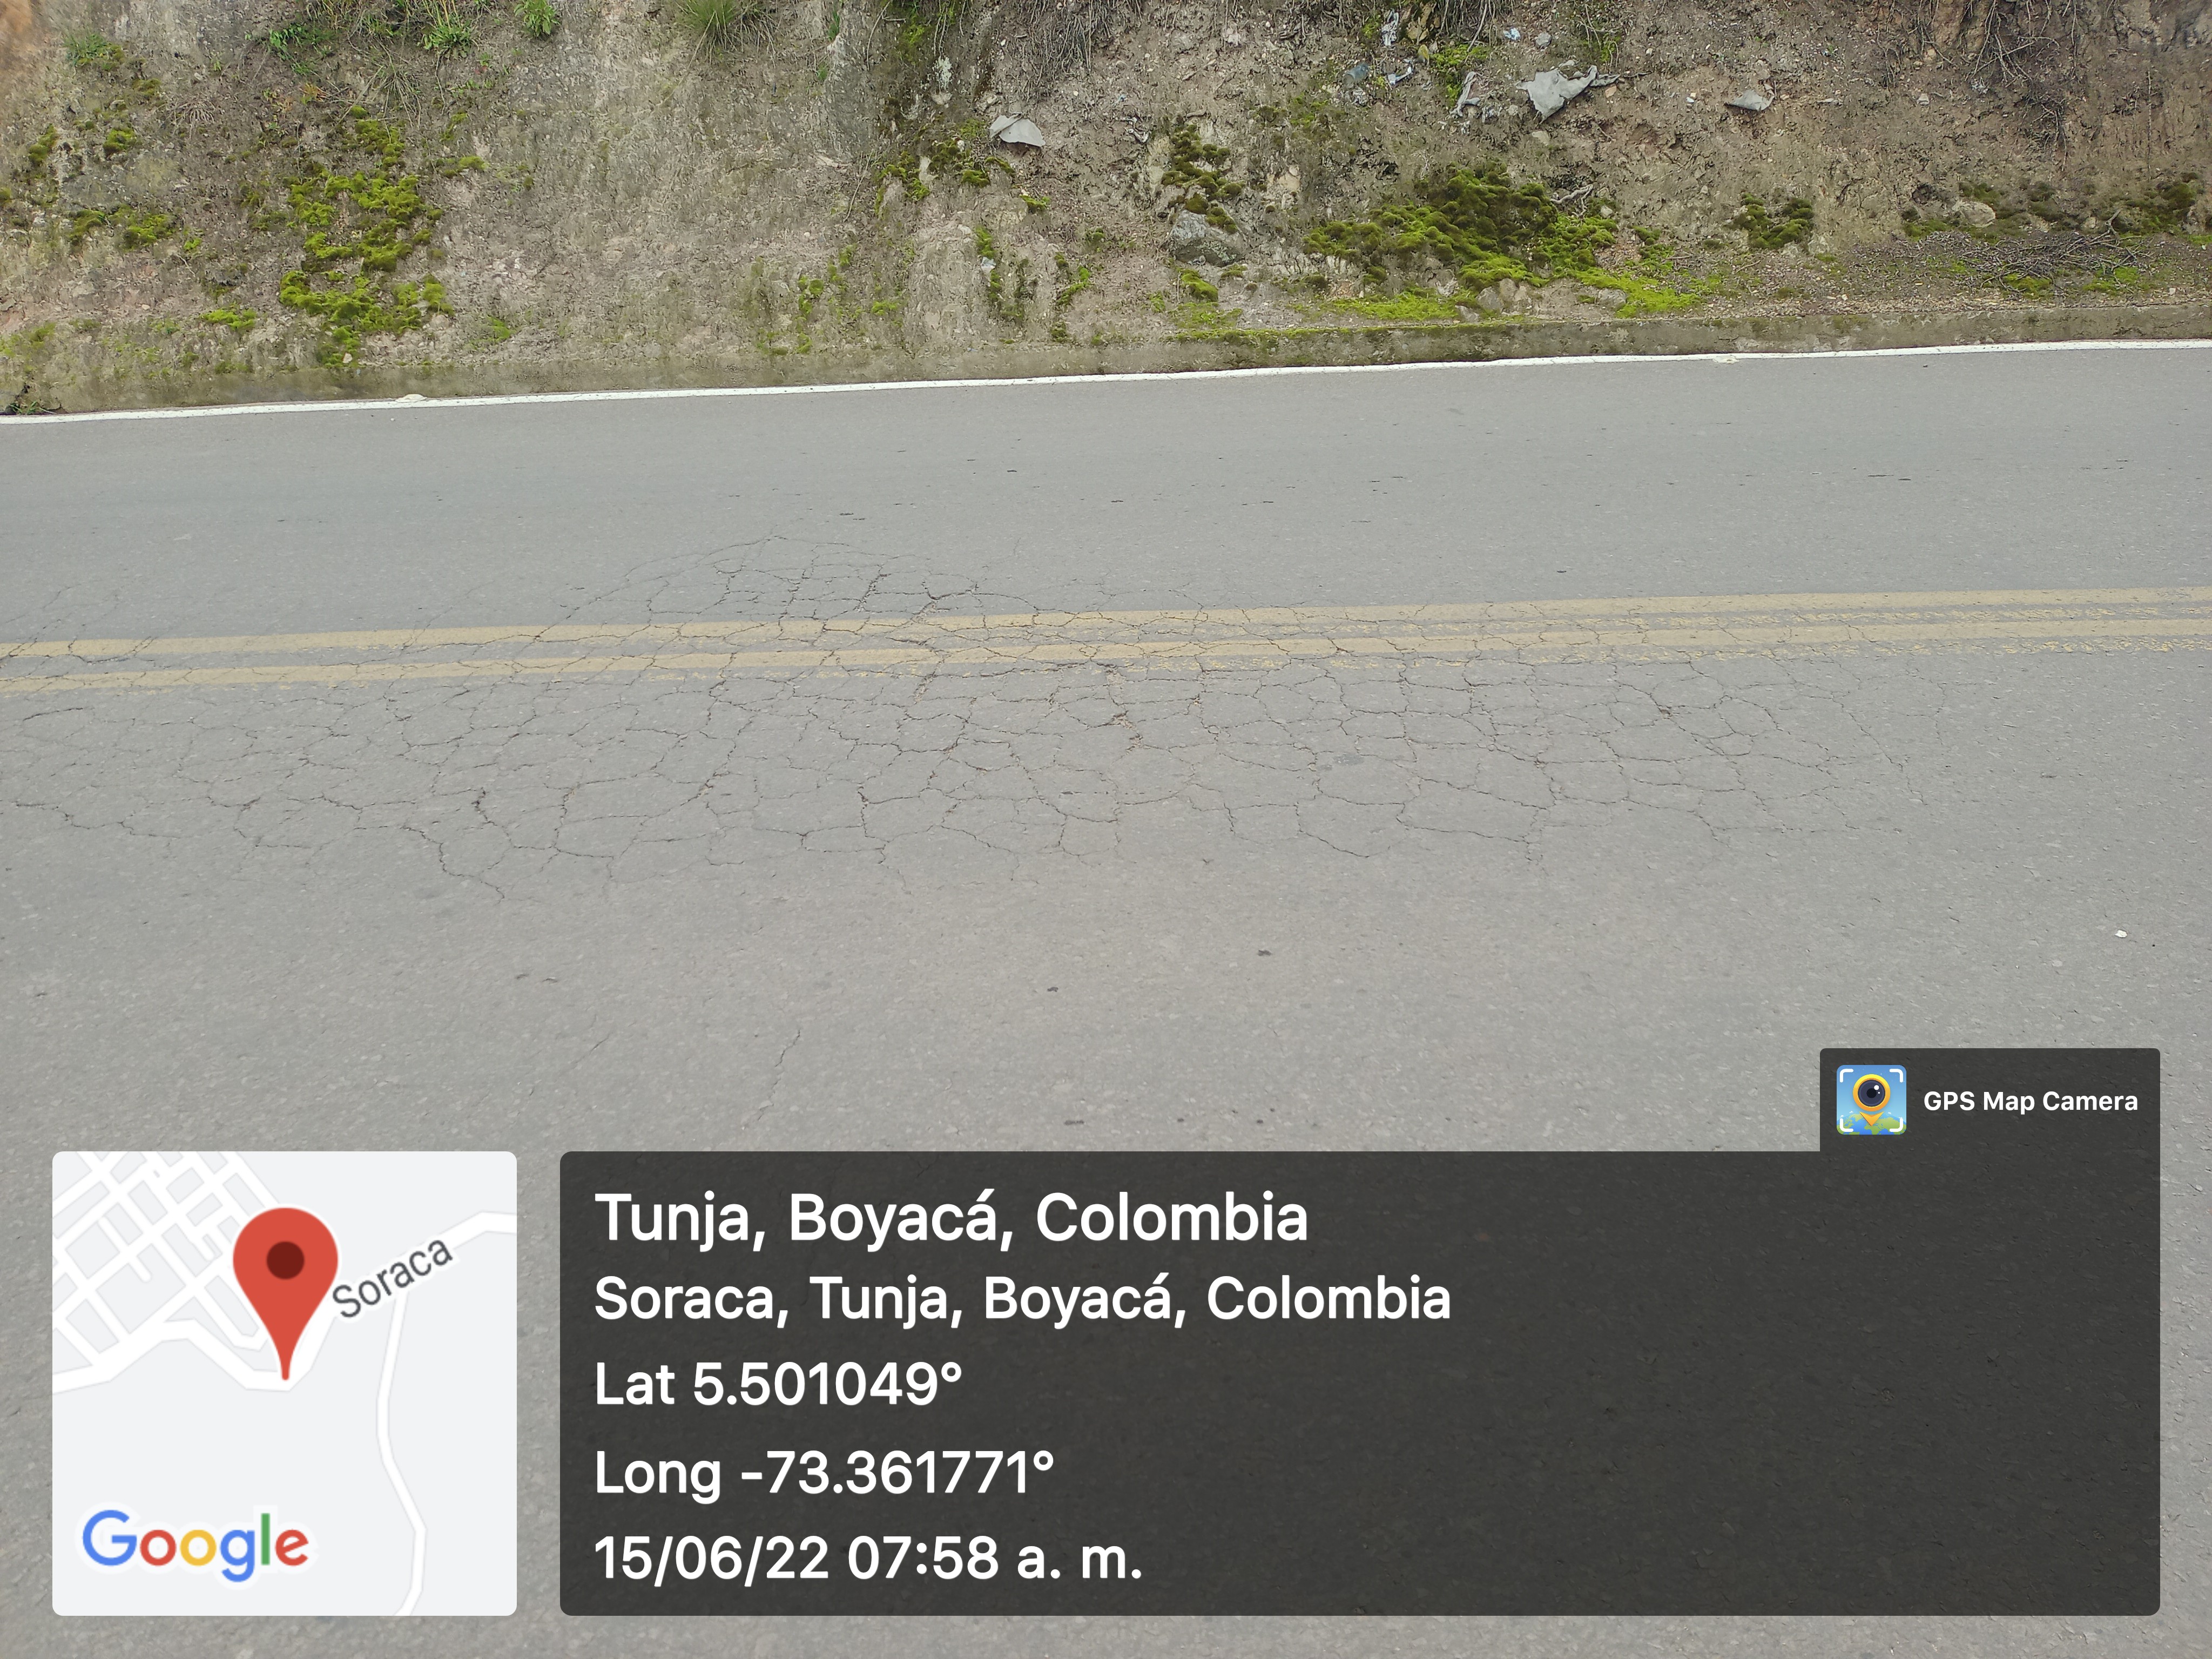 GPS Map Camera
Tunja, Boyacá, Colombia
Soraca, Tunja, Boyacá, Colombia
Lat 5.501049°
Long -73.361771°
15/06/22 07:58 a. m.
Soraca
Google